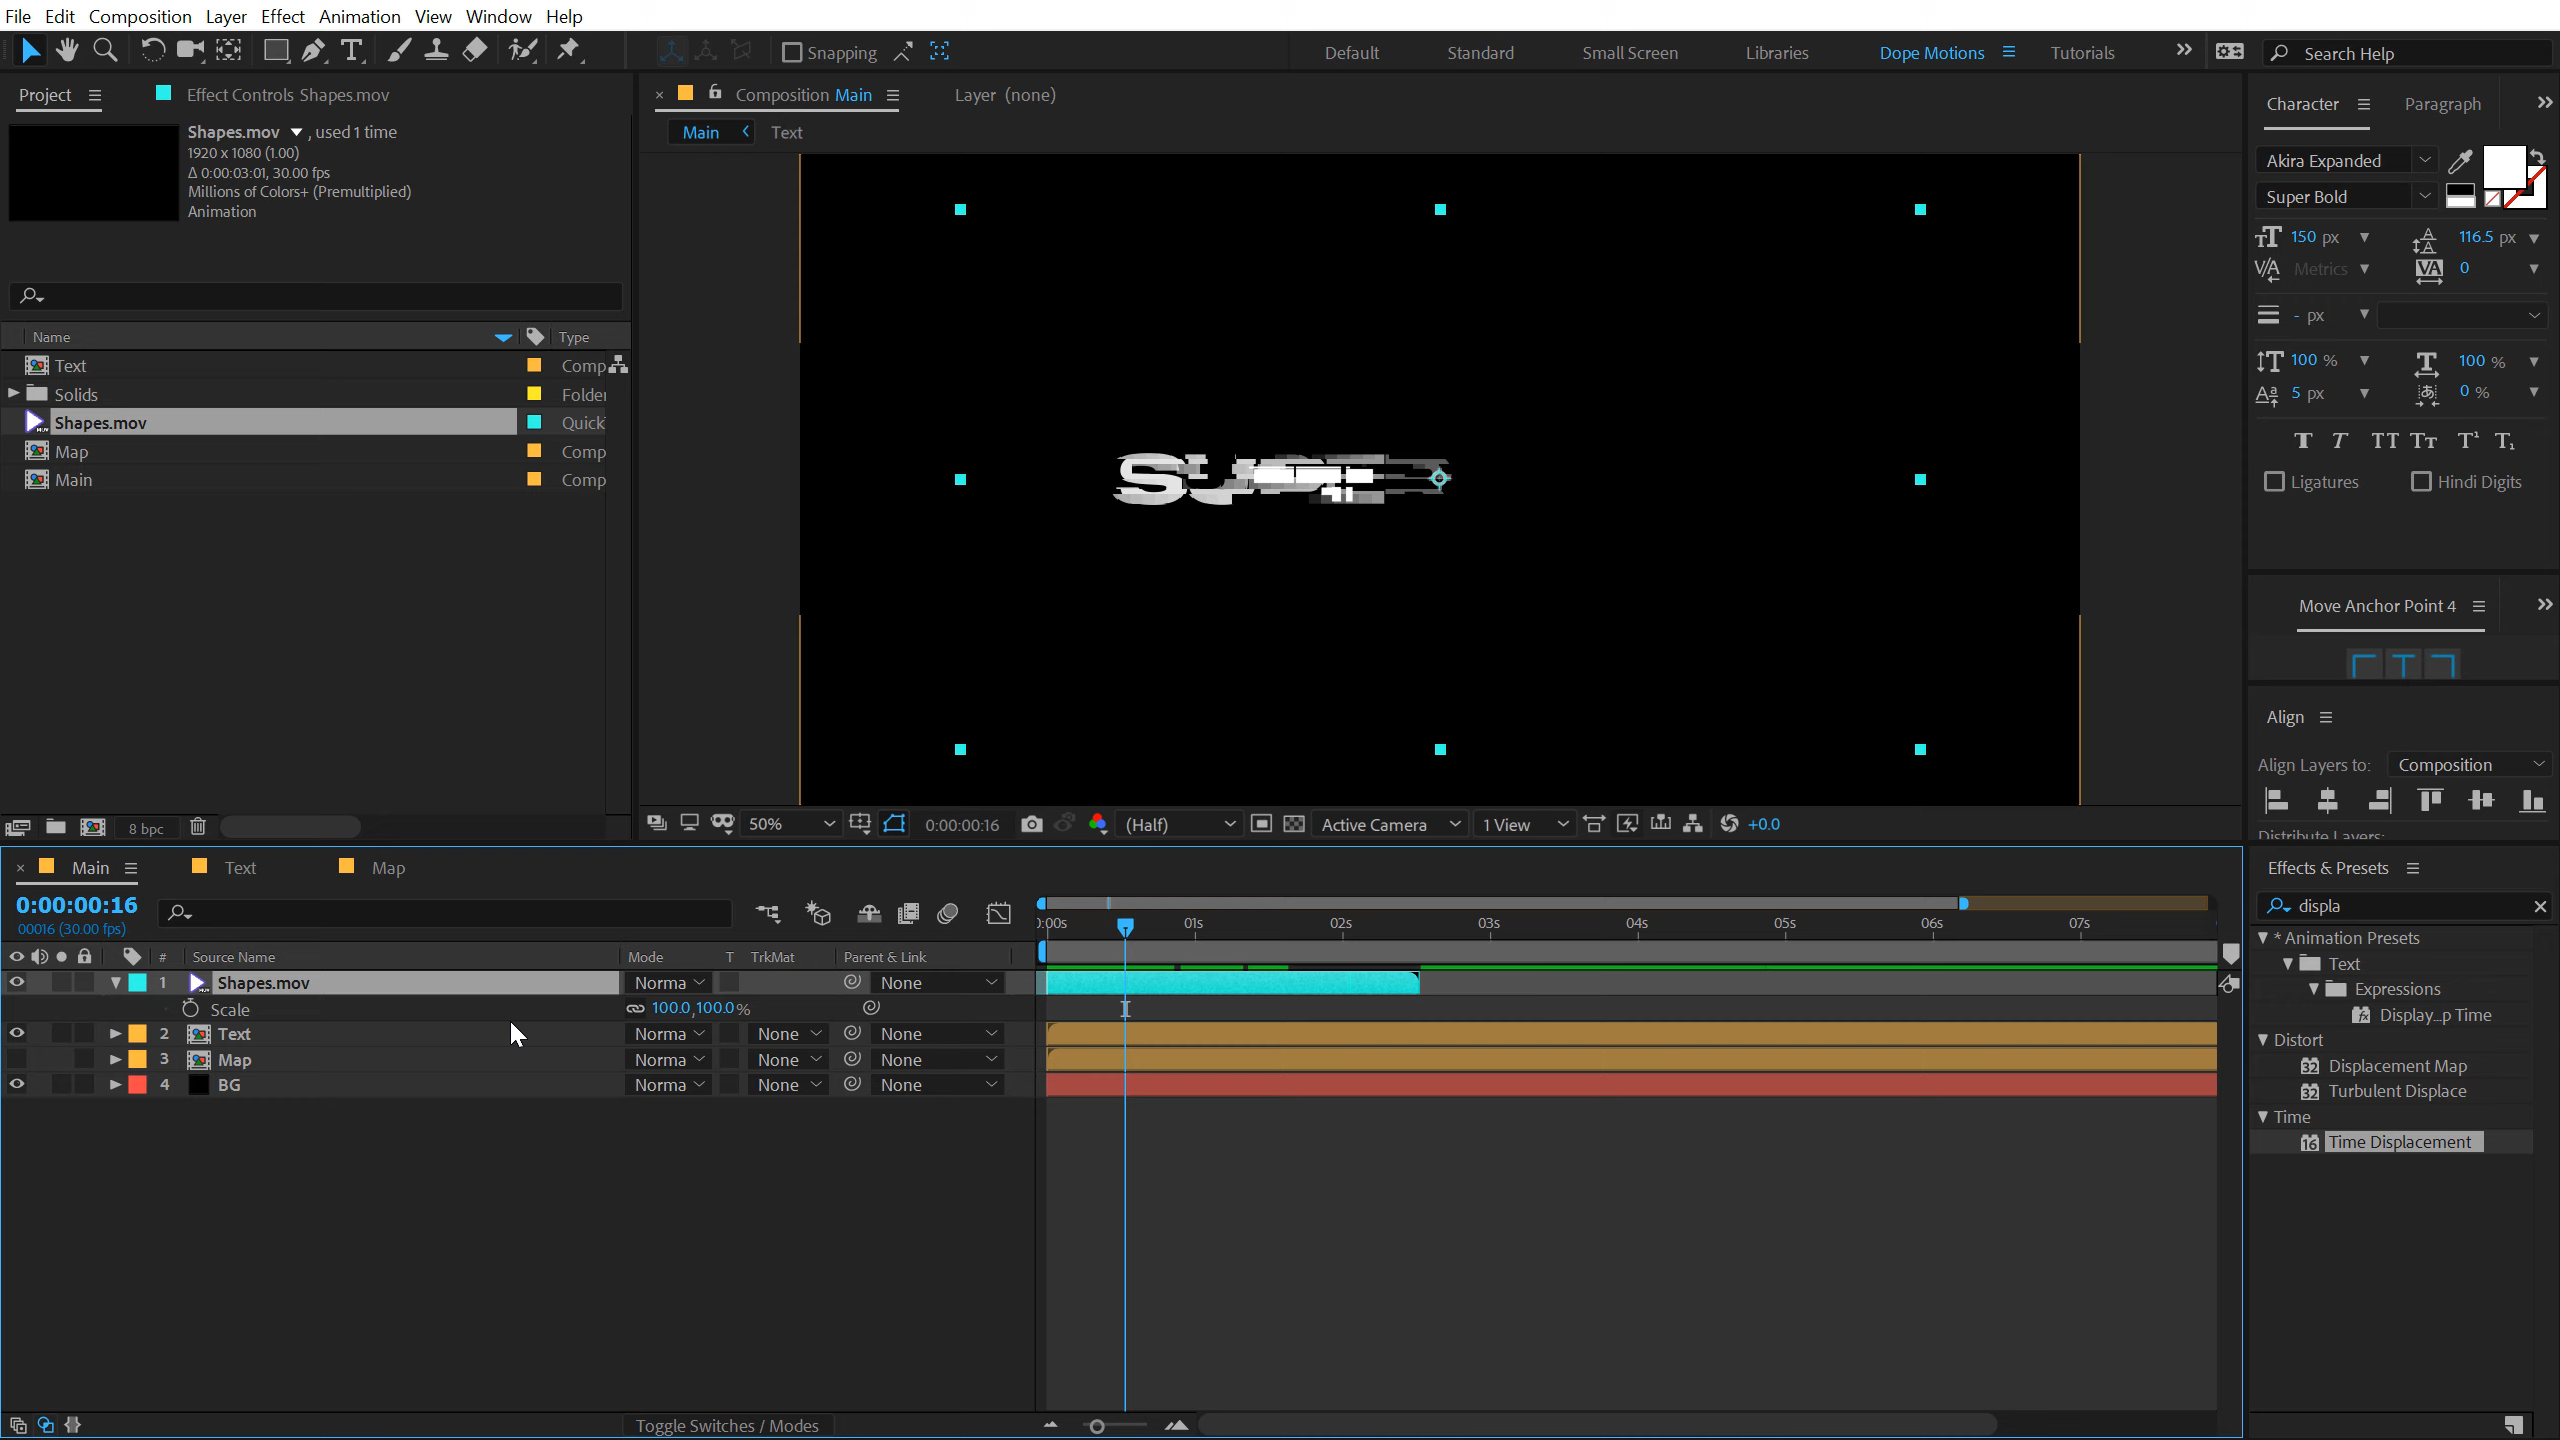 File Edit Composition Layer Effect Animation View Window Help
Snapping Default Standard Small Screen Libraries Dope Motions Tutorials Search Help
Project Effect Controls Shapes.mov
Shapes.mov , used 1 time
1920 x 1080 (1.00)
Δ 0:00:03:01, 30.00 fps
Millions of Colors+ (Premultiplied)
Animation
Name Type
Text Comp
Solids Folder
Shapes.mov Quick
Map Comp
Main Comp
8 bpc
Composition Main Layer (none)
Main Text
50% 0:00:00:16 (Half) Active Camera 1 View +0.0
Character Paragraph
Akira Expanded
Super Bold
150 px 116.5 px
Metrics 0
- px
100 % 100 %
5 px 0 %
Ligatures Hindi Digits
Move Anchor Point 4
Align
Align Layers to: Composition
Distribute Layers:
Main Text Map
0:00:00:16
00016 (30.00 fps)
0:00s 01s 02s 03s 04s 05s 06s 07s
# Source Name Mode T TrkMat Parent & Link
1 Shapes.mov Norma None
Scale 100.0,100.0%
2 Text Norma None None
3 Map Norma None None
4 BG Norma None None
Toggle Switches / Modes
Effects & Presets
displa
* Animation Presets
Text
Expressions
Display...p Time
Distort
32 Displacement Map
32 Turbulent Displace
Time
16 Time Displacement